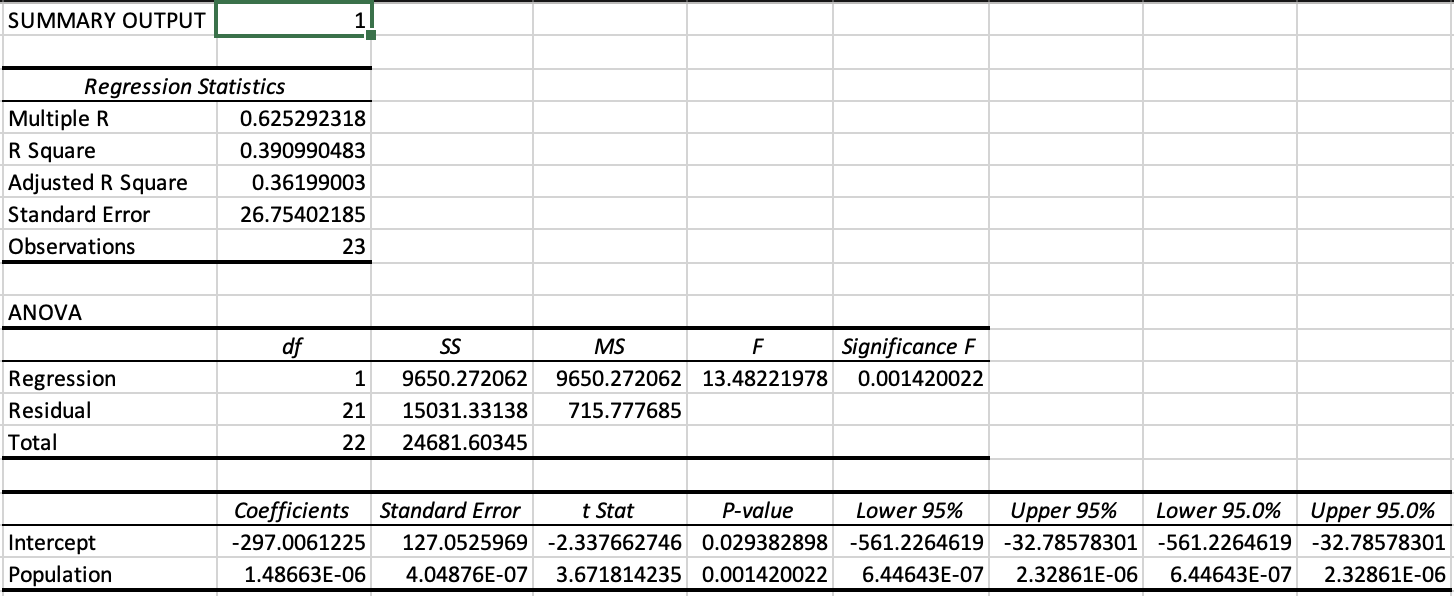 SUMMARY OUTPUT 1
Regression Statistics
Multiple R 0.625292318
R Square 0.390990483
Adjusted R Square 0.36199003
Standard Error 26.75402185
Observations 23
ANOVA
df SS MS F Significance F
Regression 1 9650.272062 9650.272062 13.48221978 0.001420022
Residual 21 15031.33138 715.777685
Total 22 24681.60345
Coefficients Standard Error t Stat P-value Lower 95% Upper 95% Lower 95.0% Upper 95.0%
Intercept -297.0061225 127.0525969 -2.337662746 0.029382898 -561.2264619 -32.78578301 -561.2264619 -32.78578301
Population 1.48663E-06 4.04876E-07 3.671814235 0.001420022 6.44643E-07 2.32861E-06 6.44643E-07 2.32861E-06